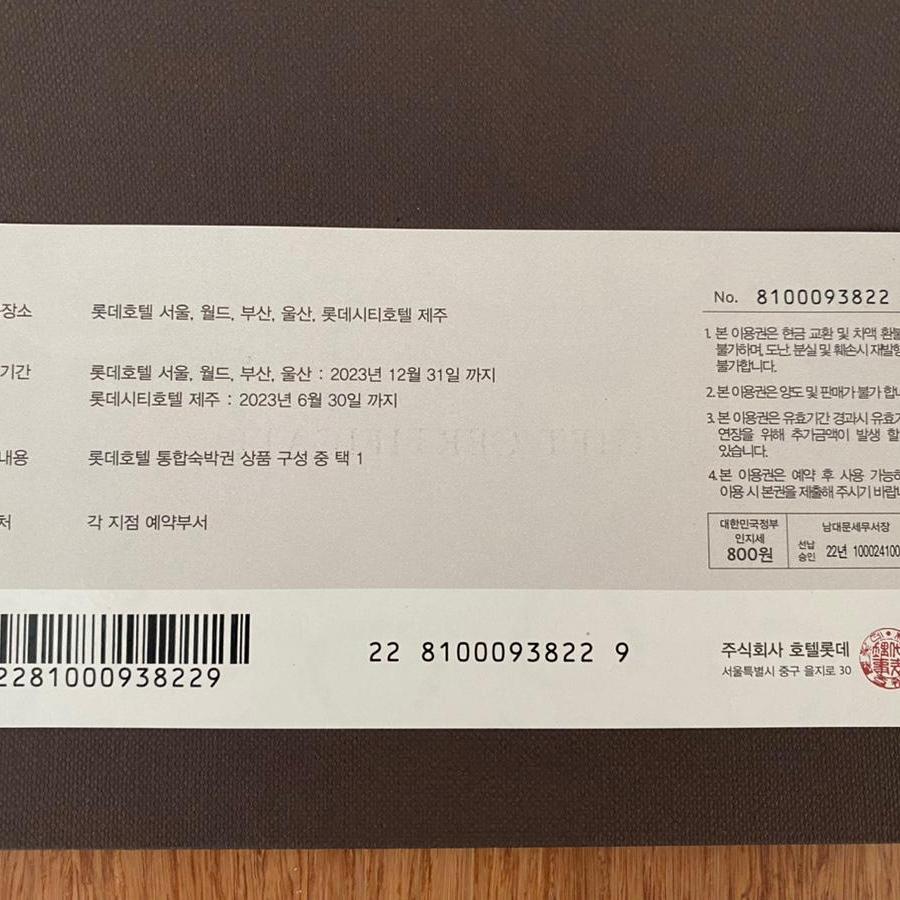 장소 롯데호텔 서울, 월드, 부산, 울산, 롯데시티호텔 제주
기간 롯데호텔 서울, 월드, 부산, 울산 : 2023년 12월 31일 까지
롯데시티호텔 제주 : 2023년 6월 30일 까지
내용 롯데호텔 통합숙박권 상품 구성 중 택 1
처 각 지점 예약부서
No. 8100093822
1. 본 이용권은 현금 교환 및 차액 환불
불가하며, 도난, 분실 및 훼손시 재발행
불가합니다.
2. 본 이용권은 양도 및 판매가 불가 합니
3. 본 이용권은 유효기간 경과시 유효기
연장을 위해 추가금액이 발생 할
있습니다.
4. 본 이용권은 예약 후 사용 가능하
이용 시 본권을 제출해 주시기 바랍니
대한민국정부
인지세
800원
남대문세무서장
선납
승인 22년 100024100
2281000938229
22 8100093822 9
주식회사 호텔롯데
서울특별시 중구 을지로 30